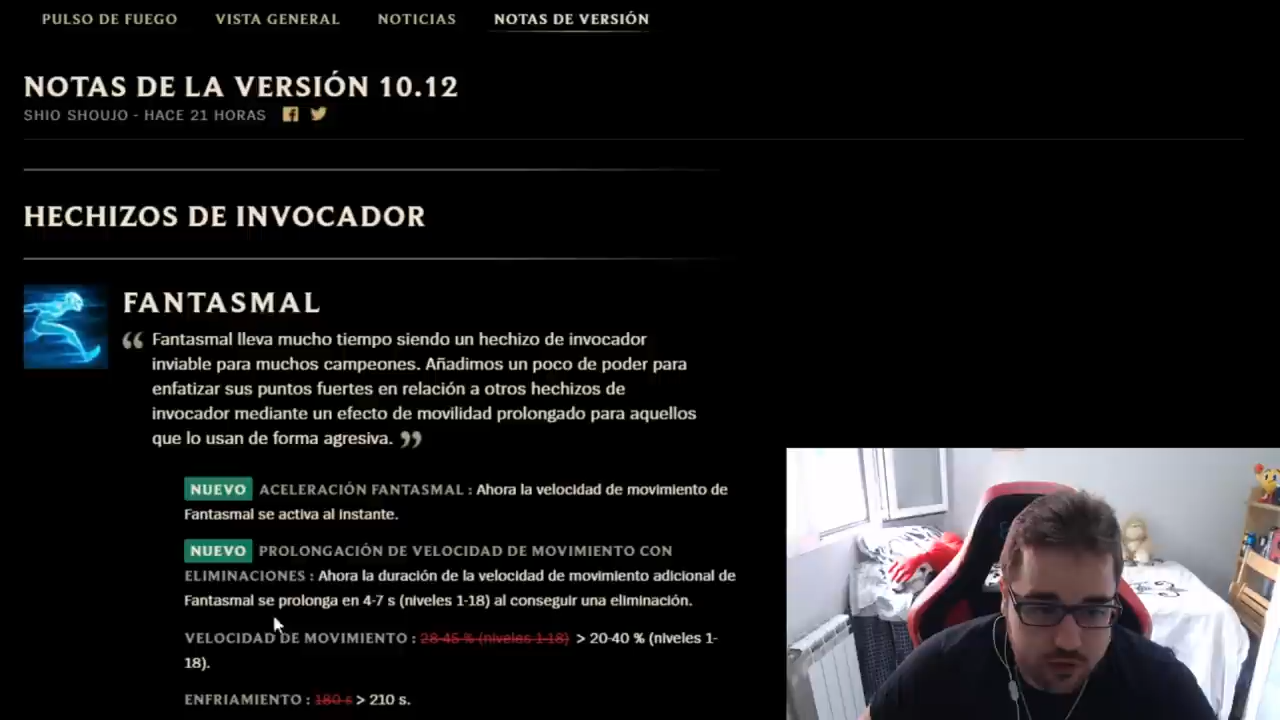 PULSO DE FUEGO VISTA GENERAL NOTICIAS NOTAS DE VERSIÓN
NOTAS DE LA VERSIÓN 10.12
SHIO SHOUJO - HACE 21 HORAS
HECHIZOS DE INVOCADOR
FANTASMAL
“ Fantasmal lleva mucho tiempo siendo un hechizo de invocador
inviable para muchos campeones. Añadimos un poco de poder para
enfatizar sus puntos fuertes en relación a otros hechizos de
invocador mediante un efecto de movilidad prolongado para aquellos
que lo usan de forma agresiva. ”
NUEVO ACELERACIÓN FANTASMAL : Ahora la velocidad de movimiento de
Fantasmal se activa al instante.
NUEVO PROLONGACIÓN DE VELOCIDAD DE MOVIMIENTO CON
ELIMINACIONES : Ahora la duración de la velocidad de movimiento adicional de
Fantasmal se prolonga en 4-7 s (niveles 1-18) al conseguir una eliminación.
VELOCIDAD DE MOVIMIENTO : 28-45 % (niveles 1-18) > 20-40 % (niveles 1-
18).
ENFRIAMIENTO : 180 s > 210 s.